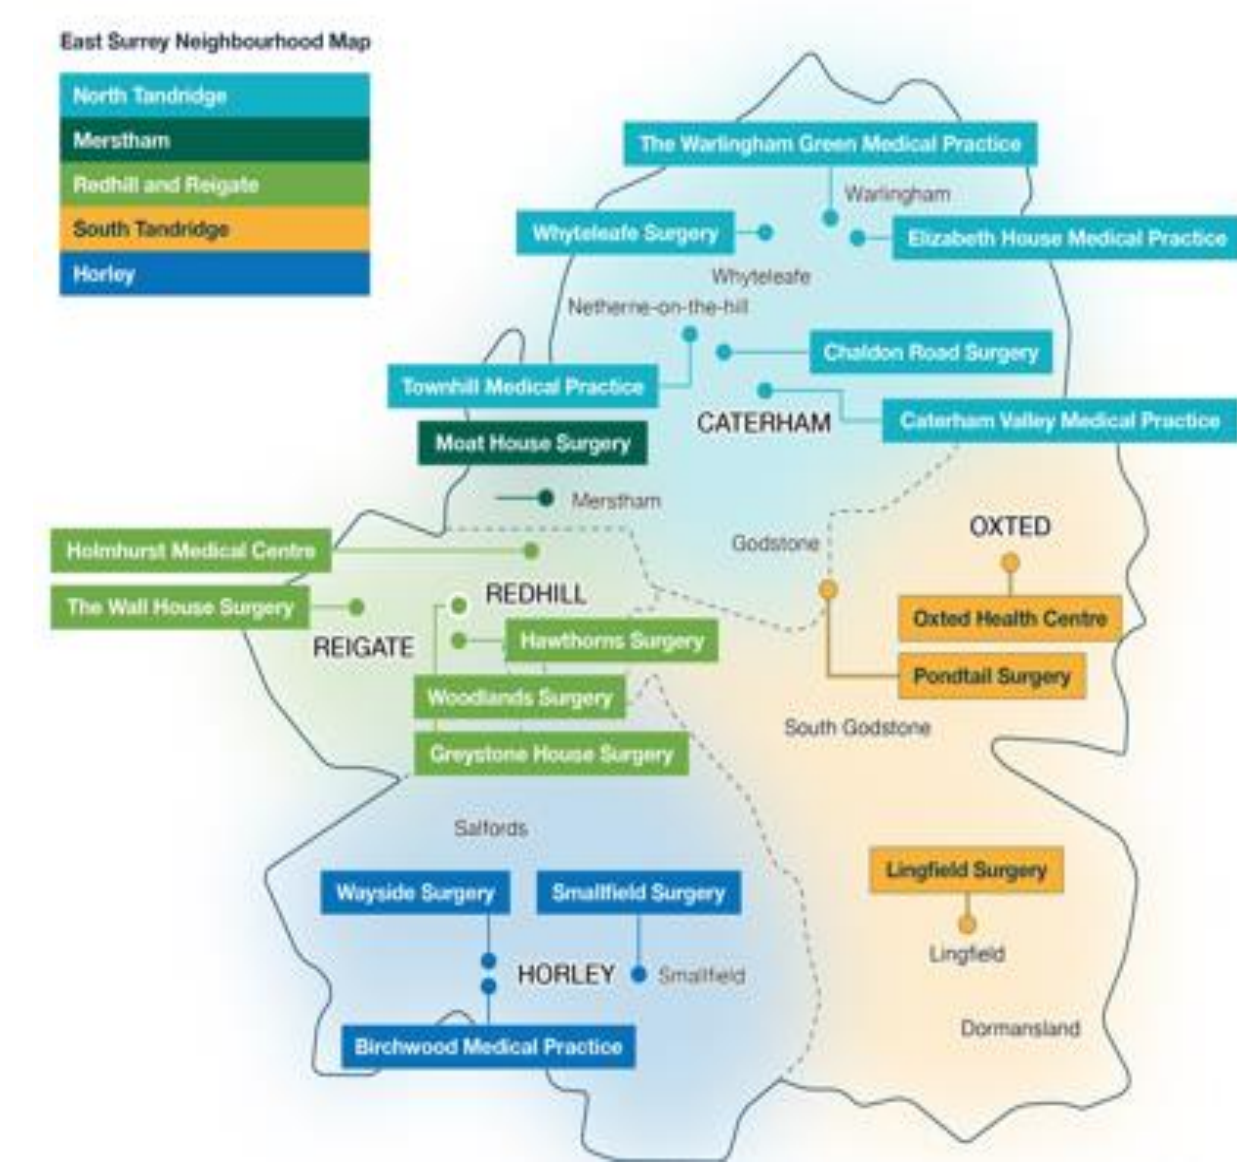 East Surrey Neighbourhood Map
North Tandridge
Merstham
Redhill and Reigate
South Tandridge
Horley
The Warlingham Green Medical Practice
Warlingham
Whyteleafe Surgery
Elizabeth House Medical Practice
Whyteleafe
Netherne-on-the-hill
Chaldon Road Surgery
Townhill Medical Practice
CATERHAM
Caterham Valley Medical Practice
Moat House Surgery
Merstham
OXTED
Godstone
Holmhurst Medical Centre
REDHILL
The Wall House Surgery
Oxted Health Centre
REIGATE
Hawthorns Surgery
Pondtail Surgery
Woodlands Surgery
South Godstone
Greystone House Surgery
Salfords
Lingfield Surgery
Wayside Surgery
Smallfield Surgery
Lingfield
HORLEY
Smallfield
Dormansland
Birchwood Medical Practice